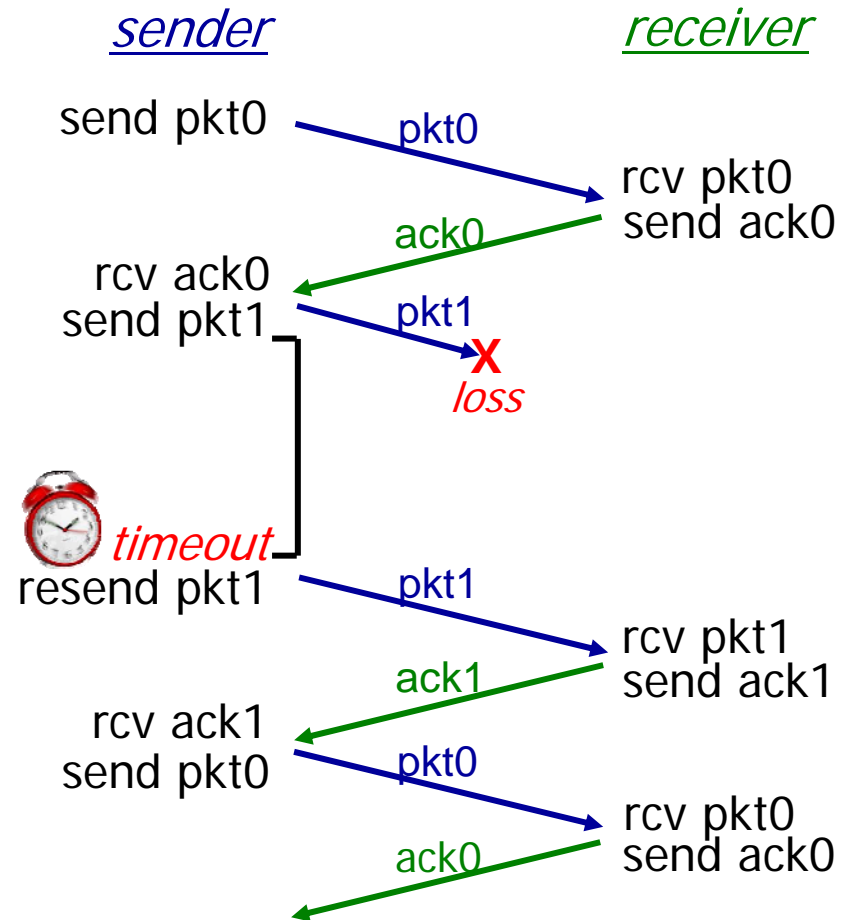 sender
receiver
send pkt0
pkt0
rcv pkt0
send ack0
ack0
rcv ack0
send pkt1
pkt1
X
loss
timeout
resend pkt1
pkt1
rcv pkt1
send ack1
ack1
rcv ack1
send pkt0
pkt0
rcv pkt0
send ack0
ack0